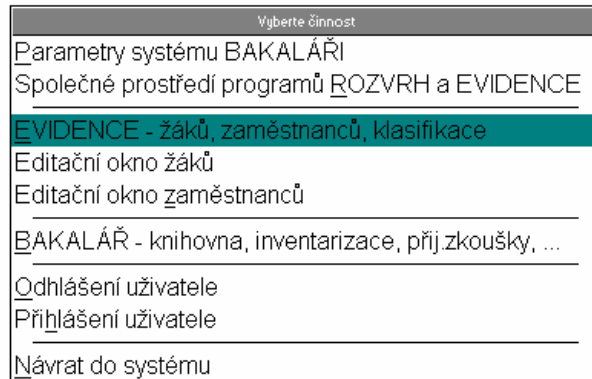 Vyberte činnost
Parametry systému BAKALÁŘI
Společné prostředí programů ROZVRH a EVIDENCE
EVIDENCE - žáků, zaměstnanců, klasifikace
Editační okno žáků
Editační okno zaměstnanců
BAKALÁŘ - knihovna, inventarizace, přij.zkoušky, ...
Odhlášení uživatele
Přihlášení uživatele
Návrat do systému